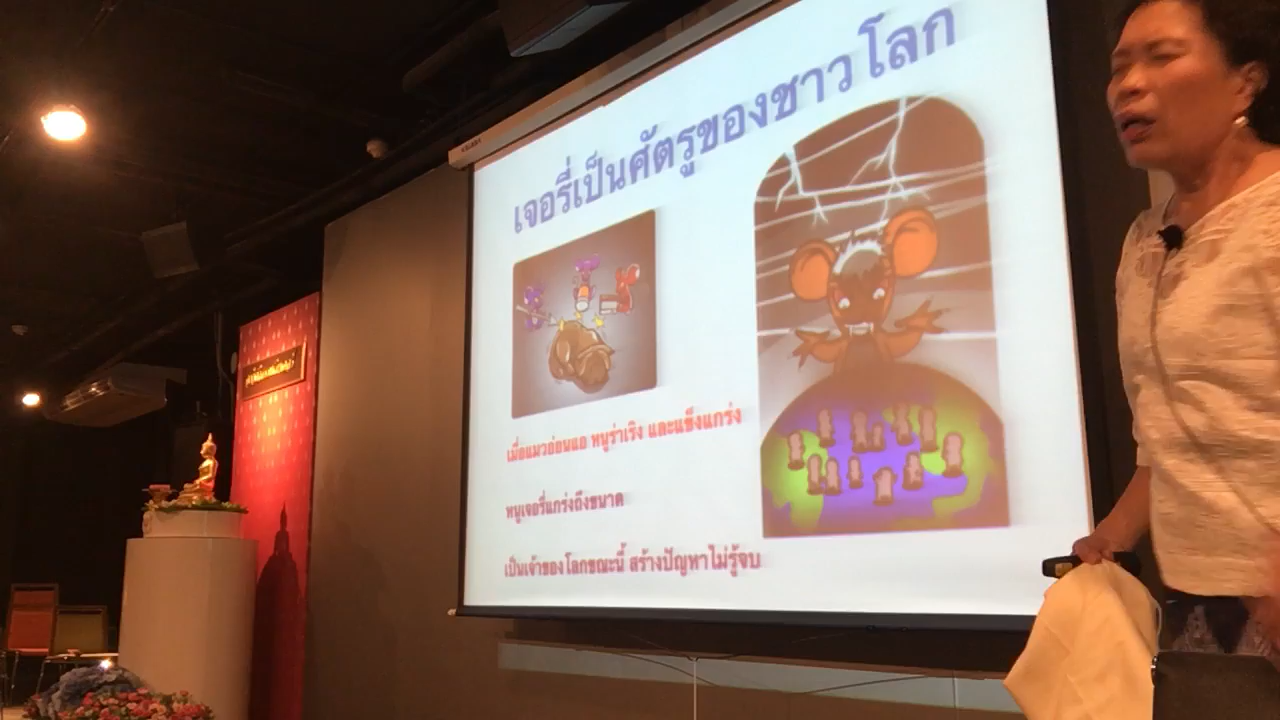 เจอรี่เป็นศัตรูของชาวโลก
เมื่อแมวอ่อนแอ หนูร่าเริง และแข็งแกร่ง
หนูเจอรี่แกร่งถึงขนาด
เป็นเจ้าของโลกขณะนี้ สร้างปัญหาไม่รู้จบ